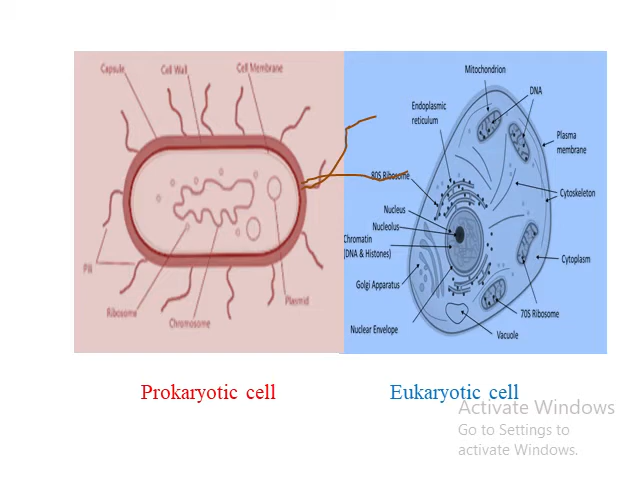 Capsule
Cell Wall
Cell Membrane
Pili
Ribosome
Chromosome
Plasmid
Mitochondrion
DNA
Endoplasmic
reticulum
Plasma
membrane
80S Ribosome
Cytoskeleton
Nucleus
Nucleolus
Chromatin
(DNA & Histones)
Cytoplasm
Golgi Apparatus
70S Ribosome
Nuclear Envelope
Vacuole
Prokaryotic cell
Eukaryotic cell
Activate Windows
Go to Settings to
activate Windows.